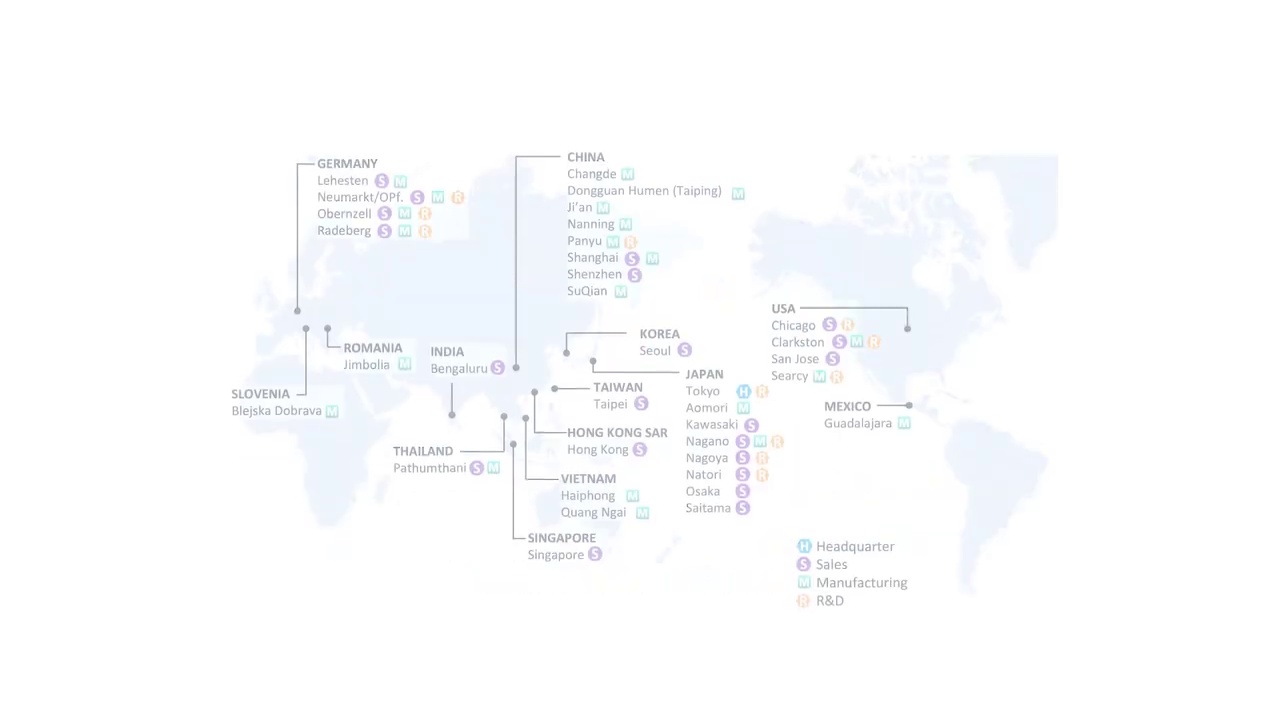 GERMANY
Lehesten S M
Neumarkt/OPf. S M R
Obernzell S M R
Radeberg S M R
CHINA
Changde M
Dongguan Humen (Taiping) M
Ji'an M
Nanning M
Panyu M R
Shanghai S M
Shenzhen S
SuQian M
USA
Chicago S R
Clarkston S M R
San Jose S
Searcy M R
KOREA
Seoul S
ROMANIA
Jimbolia M
INDIA
Bengaluru S
JAPAN
Tokyo H R
Aomori M
Kawasaki S
Nagano S M R
Nagoya S R
Natori S R
Osaka S
Saitama S
TAIWAN
Taipei S
SLOVENIA
Blejska Dobrava M
MEXICO
Guadalajara M
HONG KONG SAR
Hong Kong S
THAILAND
Pathumthani S M
VIETNAM
Haiphong M
Quang Ngai M
SINGAPORE
Singapore S
H Headquarter
S Sales
M Manufacturing
R R&D